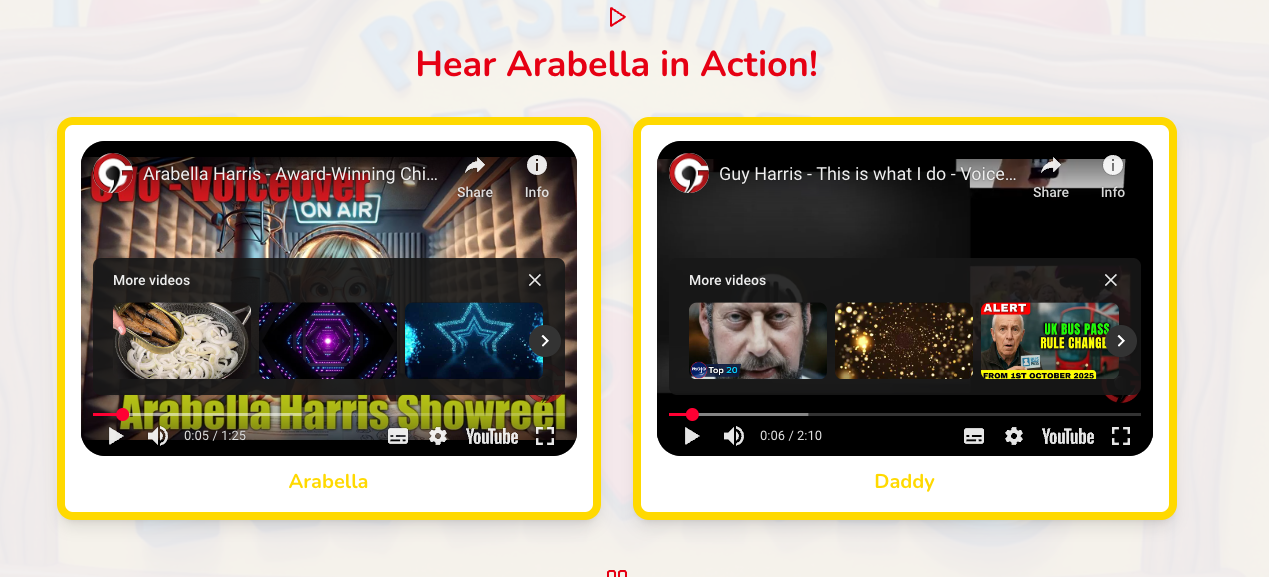 PRESENTING
Hear Arabella in Action!
GVO - Voiceover
Arabella Harris - Award-Winning Chi...
Share
Info
ON AIR
More videos
Arabella Harris Showreel
0:05 / 1:25
YouTube
Arabella
Guy Harris - This is what I do - Voice...
Share
Info
More videos
Top 20
ALERT
UK BUS PASS
RULE CHANGE
FROM 1ST OCTOBER 2025
0:06 / 2:10
YouTube
Daddy